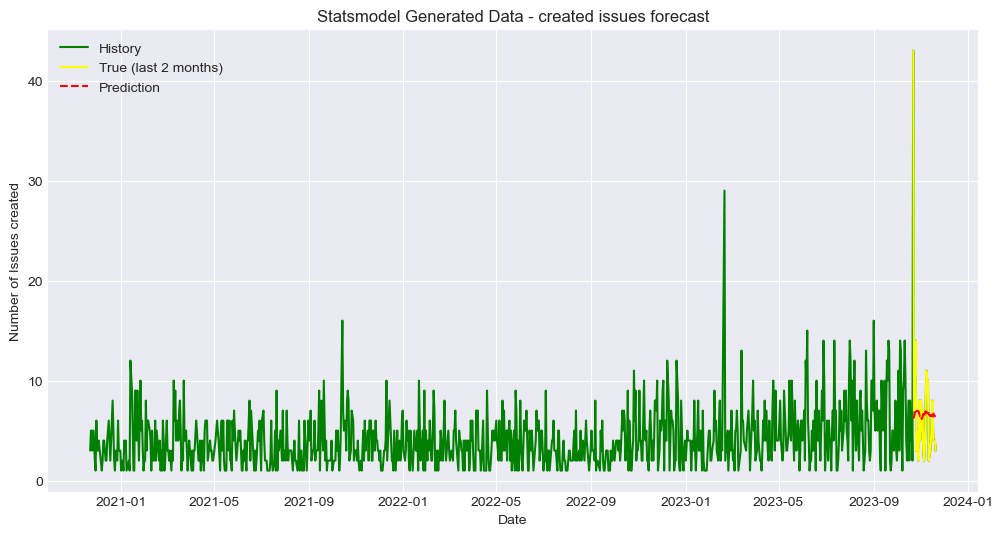 Statsmodel Generated Data - created issues forecast
History
True (last 2 months)
Prediction
Number of Issues created
40
30
20
10
0
2021-01
2021-05
2021-09
2022-01
2022-05
2022-09
2023-01
2023-05
2023-09
2024-01
Date